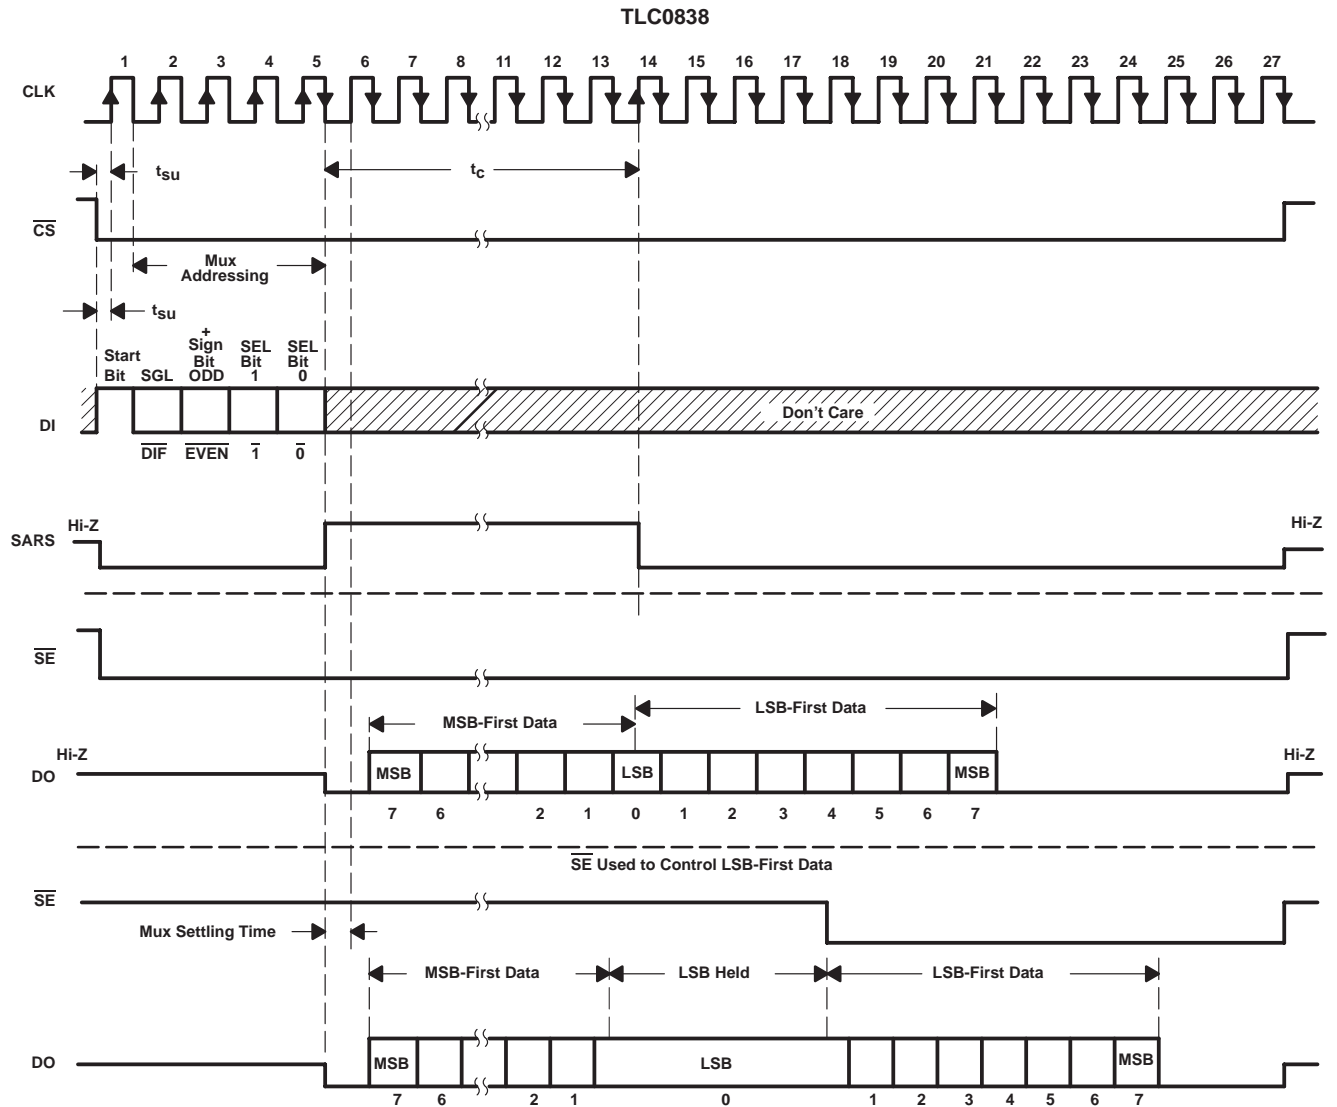 TLC0838
1 2 3 4 5 6 7 8 11 12 13 14 15 16 17 18 19 20 21 22 23 24 25 26 27
CLK
tsu
tc
CS
Mux
Addressing
tsu
Start
Bit
SGL
+
Sign
Bit
ODD
SEL
Bit
1
SEL
Bit
0
DI
Don't Care
DIF EVEN 1 0
Hi-Z Hi-Z
SARS
SE
MSB-First Data LSB-First Data
Hi-Z Hi-Z
DO
MSB LSB MSB
7 6 2 1 0 1 2 3 4 5 6 7
SE Used to Control LSB-First Data
SE
Mux Settling Time
MSB-First Data LSB Held LSB-First Data
DO
MSB LSB MSB
7 6 2 1 0 1 2 3 4 5 6 7